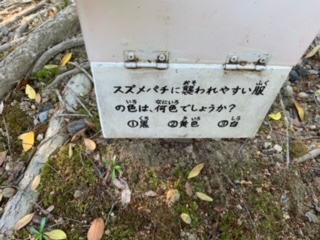 スズメバチに襲われやすい服
の色は、何色でしょうか?
①黒 ②黄色 ③白